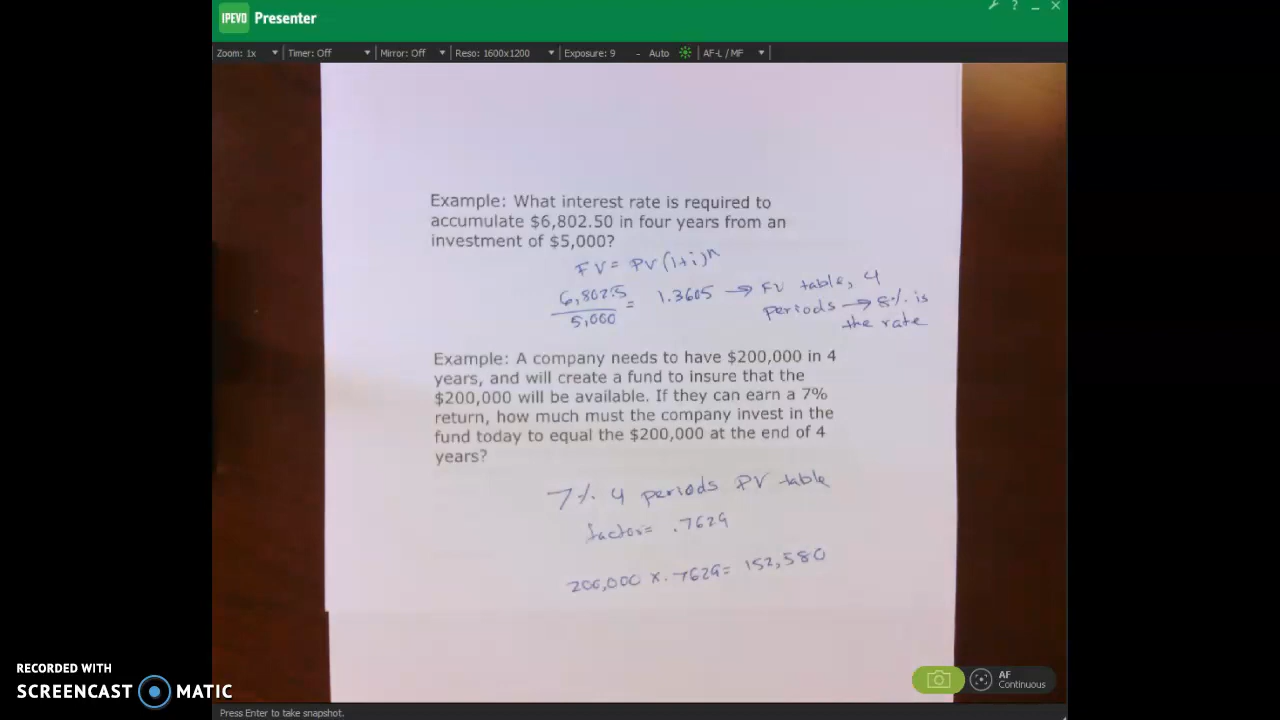 IPEVO Presenter
Zoom: 1x Timer: Off Mirror: Off Reso: 1600x1200 Exposure: 9 - Auto AF-L / MF
Example: What interest rate is required to
accumulate $6,802.50 in four years from an
investment of $5,000?
FV = PV (1+i)^n
6,802.5
5,000
= 1.3605 → FV table, 4
periods → 8% is
the rate
Example: A company needs to have $200,000 in 4
years, and will create a fund to insure that the
$200,000 will be available. If they can earn a 7%
return, how much must the company invest in the
fund today to equal the $200,000 at the end of 4
years?
7% 4 periods PV table
factor= .7629
200,000 x .7629= 152,580
AF
Continuous
RECORDED WITH
SCREENCAST MATIC
Press Enter to take snapshot.